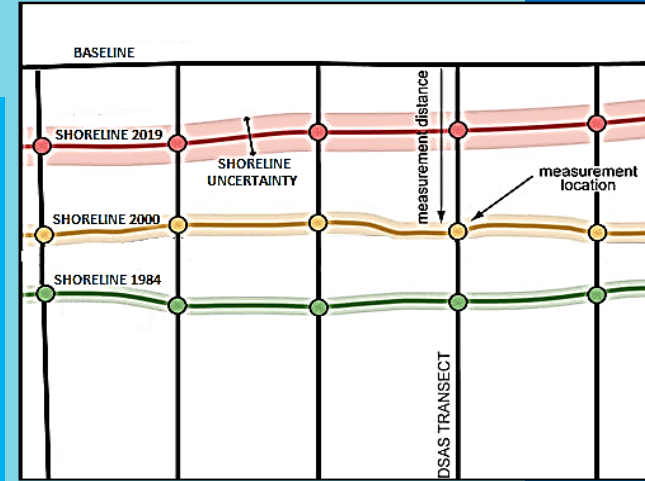 BASELINE
SHORELINE 2019
SHORELINE
UNCERTAINTY
measurement distance
measurement
location
SHORELINE 2000
SHORELINE 1984
DSAS TRANSECT